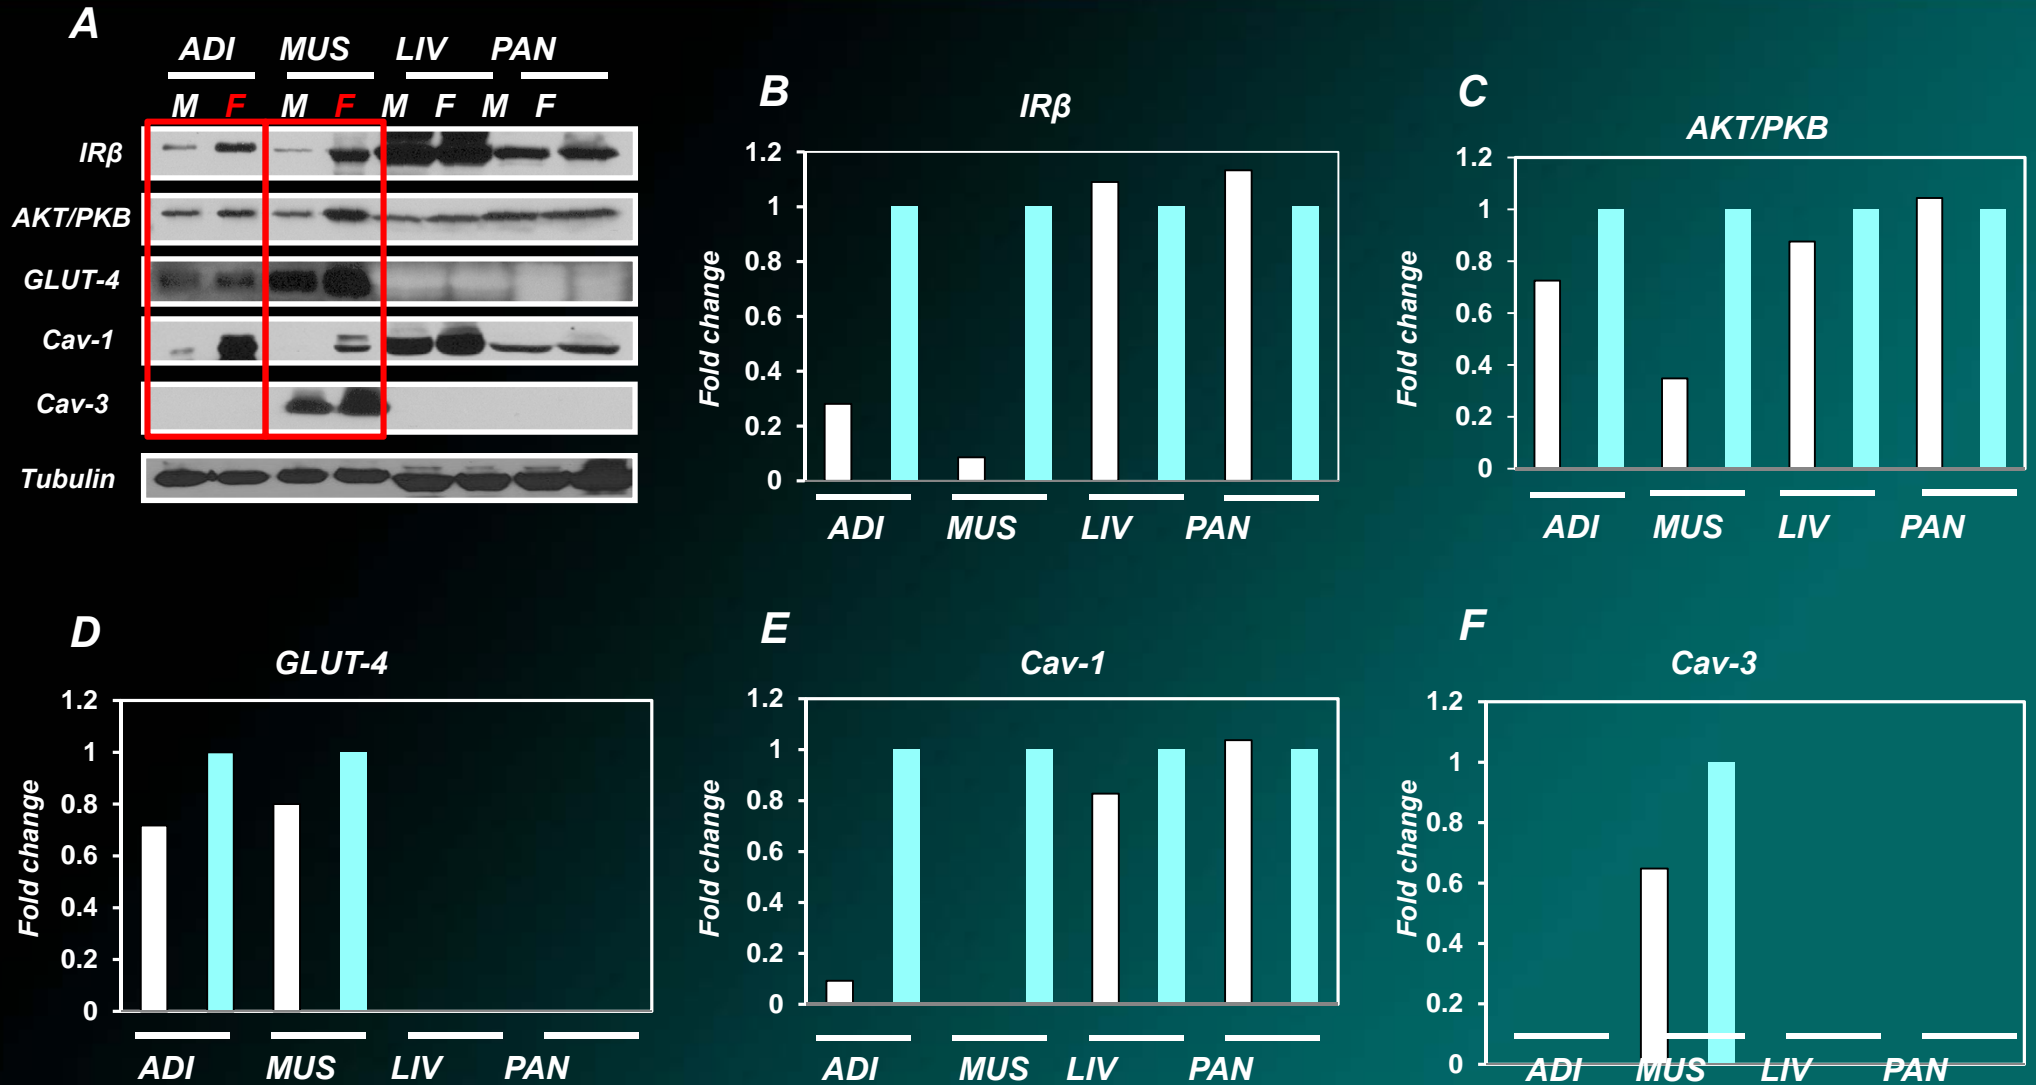 A
ADI MUS LIV PAN
M F M F M F M F
IRβ
AKT/PKB
GLUT-4
Cav-1
Cav-3
Tubulin
B
IRβ
Fold change
1.2
1
0.8
0.6
0.4
0.2
0
ADI MUS LIV PAN
C
AKT/PKB
Fold change
1.2
1
0.8
0.6
0.4
0.2
0
ADI MUS LIV PAN
D
GLUT-4
Fold change
1.2
1
0.8
0.6
0.4
0.2
0
ADI MUS LIV PAN
E
Cav-1
Fold change
1.2
1
0.8
0.6
0.4
0.2
0
ADI MUS LIV PAN
F
Cav-3
Fold change
1.2
1
0.8
0.6
0.4
0.2
0
ADI MUS LIV PAN